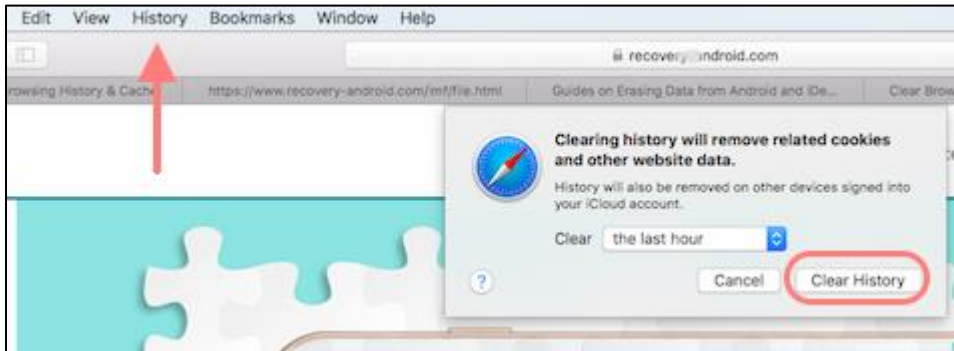 Edit View History Bookmarks Window Help
recovery ndroid.com
rowsing History & Cache https://www.recovery-android.com/mf/file.html Guides on Erasing Data from Android and iDe... Clear Brow
Clearing history will remove related cookies
and other website data.
History will also be removed on other devices signed into
your iCloud account.
Clear the last hour
? Cancel Clear History